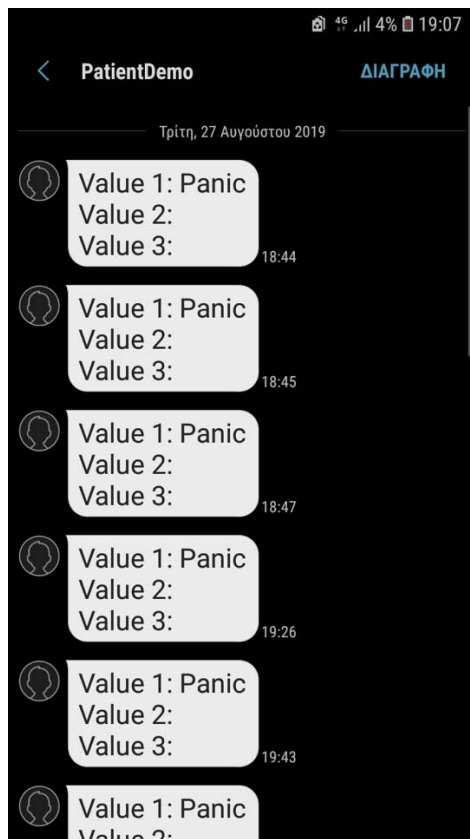 4G 4% 19:07
PatientDemo ΔΙΑΓΡΑΦΗ
Τρίτη, 27 Αυγούστου 2019
Value 1: Panic
Value 2:
Value 3:
18:44
Value 1: Panic
Value 2:
Value 3:
18:45
Value 1: Panic
Value 2:
Value 3:
18:47
Value 1: Panic
Value 2:
Value 3:
19:26
Value 1: Panic
Value 2:
Value 3:
19:43
Value 1: Panic
Value 2: